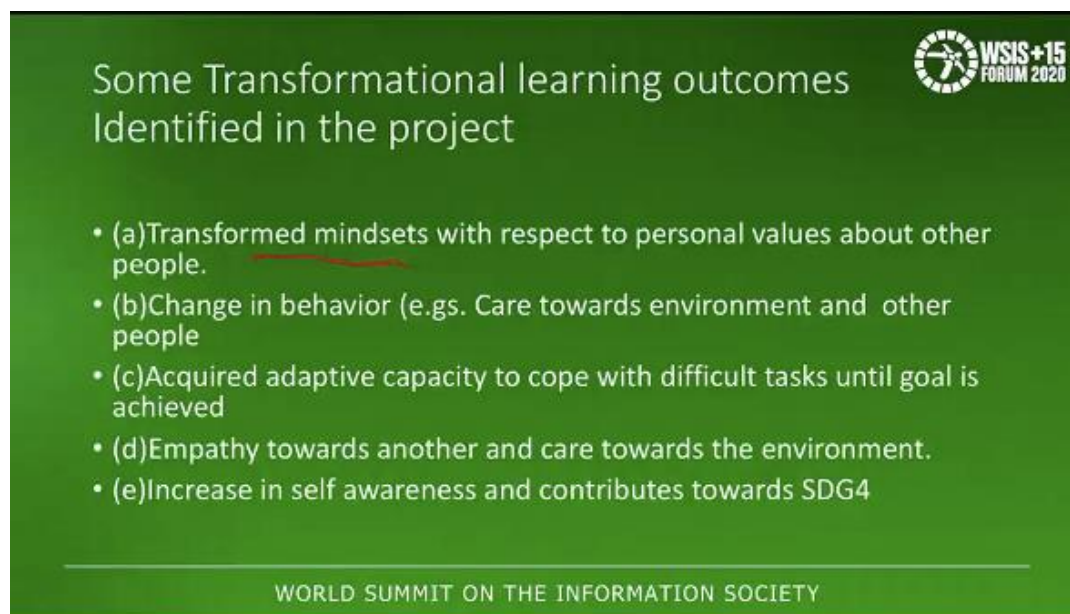 WSIS+15
FORUM 2020
Some Transformational learning outcomes
Identified in the project
• (a)Transformed mindsets with respect to personal values about other
people.
• (b)Change in behavior (e.gs. Care towards environment and other
people
• (c)Acquired adaptive capacity to cope with difficult tasks until goal is
achieved
• (d)Empathy towards another and care towards the environment.
• (e)Increase in self awareness and contributes towards SDG4
WORLD SUMMIT ON THE INFORMATION SOCIETY